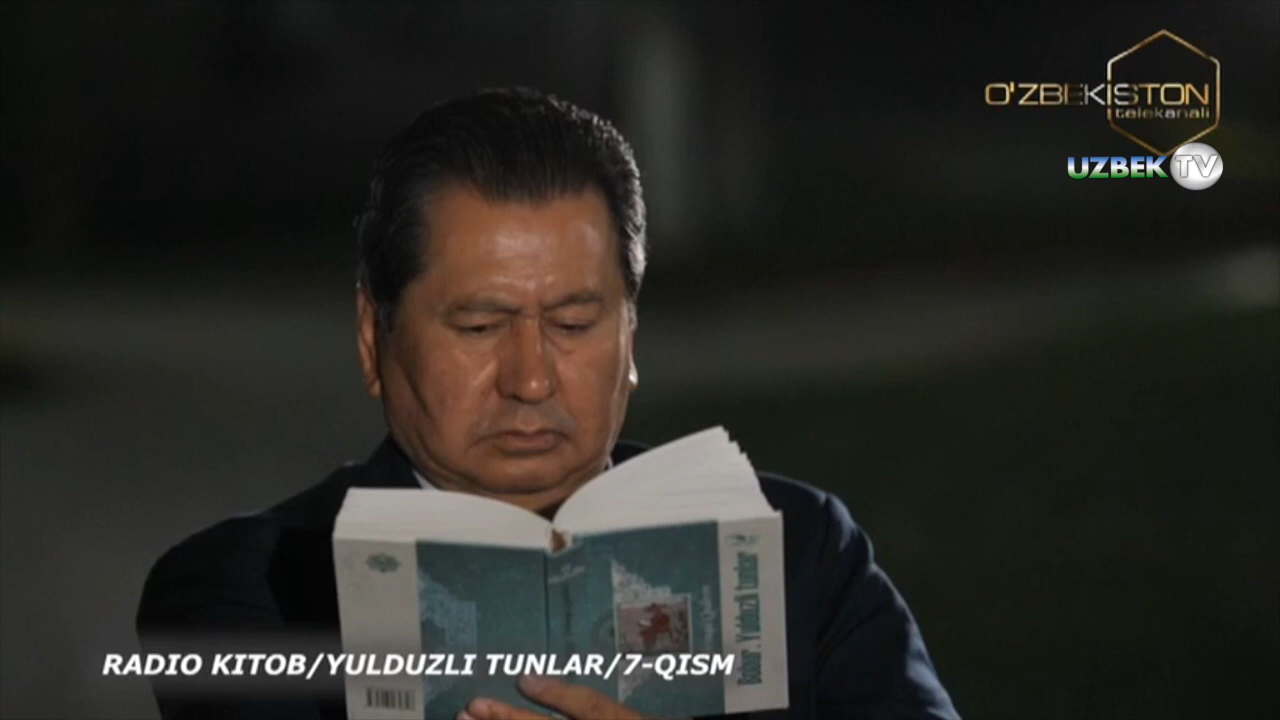 O'ZBEKISTON
telekanali
UZBEK TV
Bobur. Yulduzli tunlar
RADIO KITOB/YULDUZLI TUNLAR/7-QISM